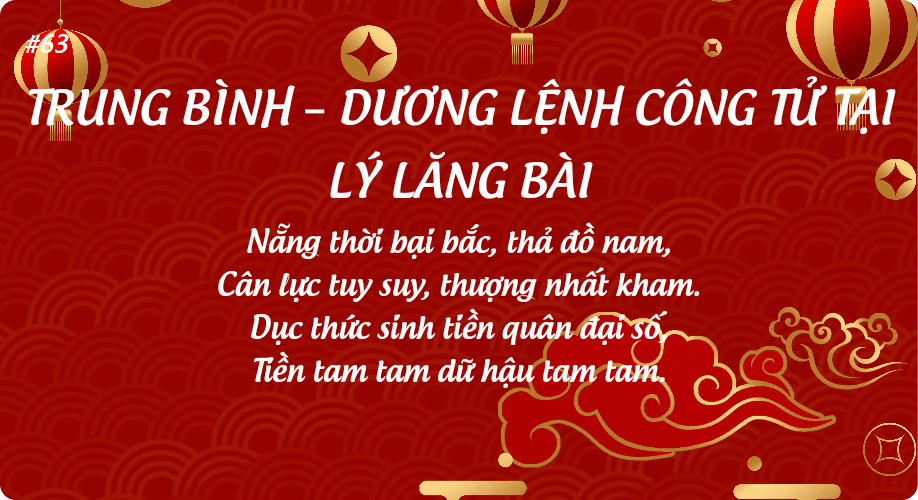 #63
TRUNG BÌNH – DƯƠNG LỆNH CÔNG TỬ TẠI
LÝ LĂNG BÀI
Nẵng thời bại bắc, thả đồ nam,
Cân lực tuy suy, thượng nhất kham.
Dục thức sinh tiền quân đại số,
Tiền tam tam dữ hậu tam tam.